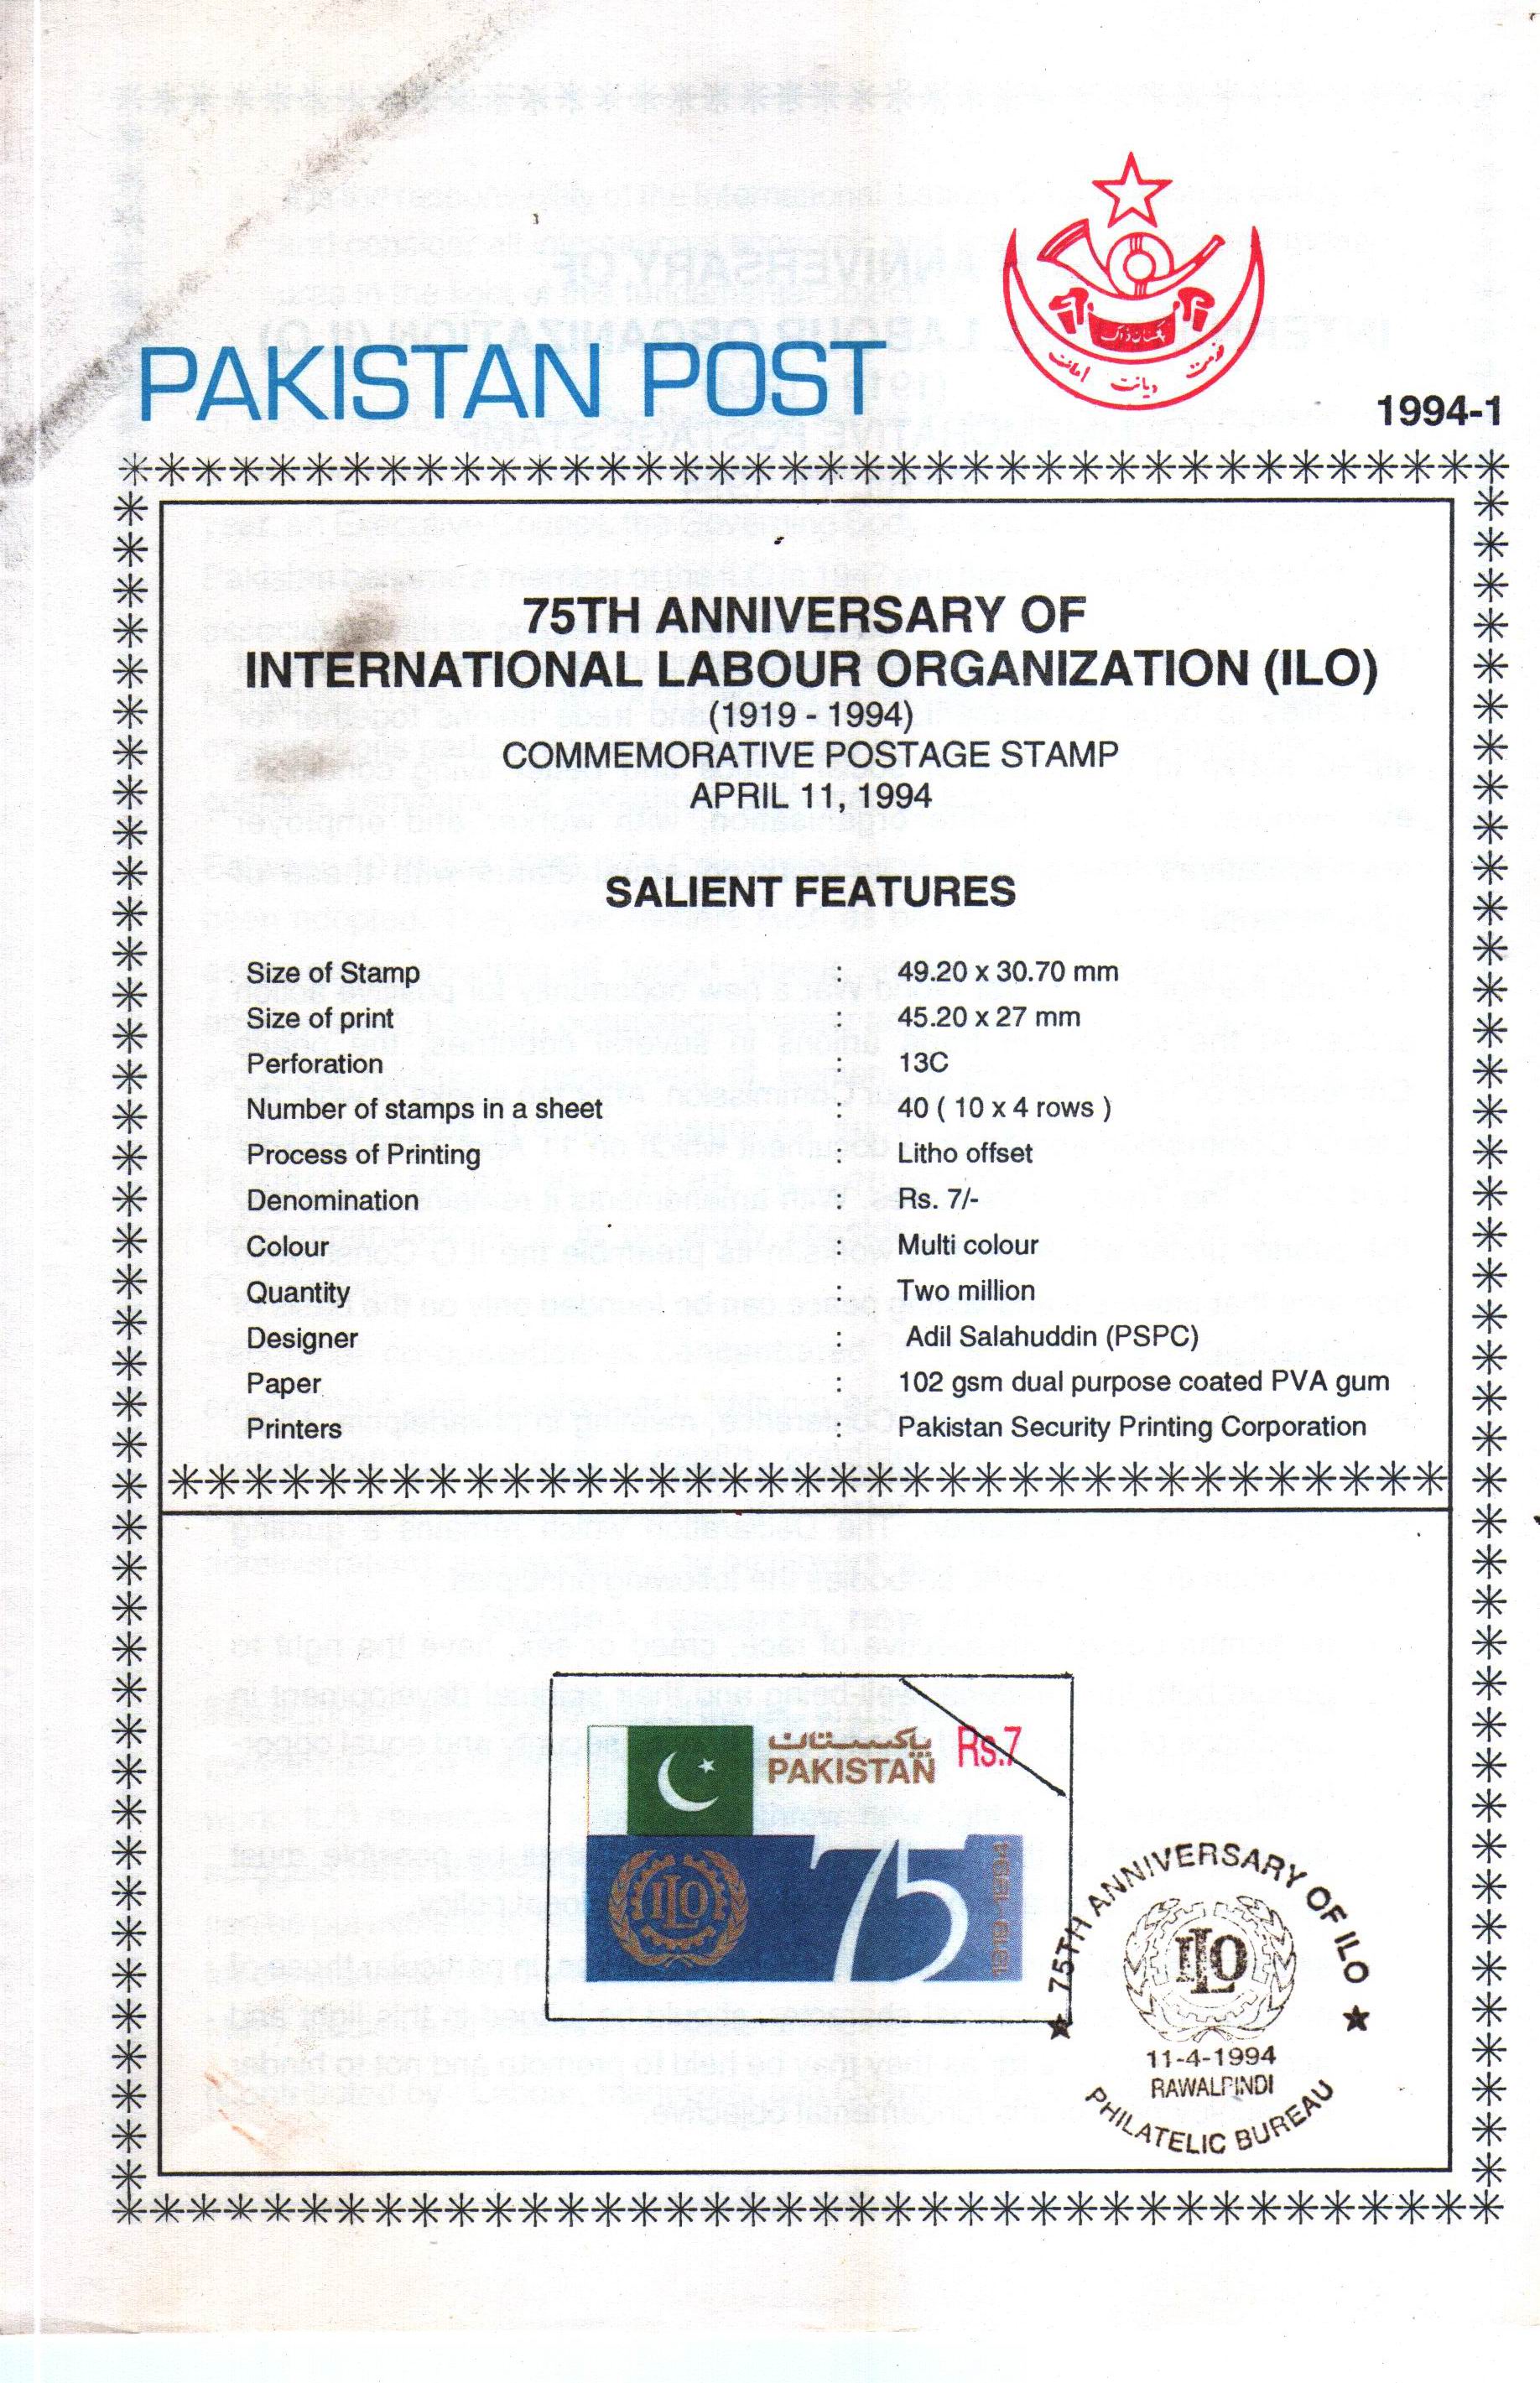 پاکستان ڈاک
خدمت دیانت امانت
PAKISTAN POST
1994-1
75TH ANNIVERSARY OF
INTERNATIONAL LABOUR ORGANIZATION (ILO)
(1919 - 1994)
COMMEMORATIVE POSTAGE STAMP
APRIL 11, 1994
SALIENT FEATURES
Size of Stamp : 49.20 x 30.70 mm
Size of print : 45.20 x 27 mm
Perforation : 13C
Number of stamps in a sheet : 40 ( 10 x 4 rows )
Process of Printing : Litho offset
Denomination : Rs. 7/-
Colour : Multi colour
Quantity : Two million
Designer : Adil Salahuddin (PSPC)
Paper : 102 gsm dual purpose coated PVA gum
Printers : Pakistan Security Printing Corporation
پاکستان
PAKISTAN
Rs.7
ILO
75
1919-1994
75TH ANNIVERSARY OF ILO
ILO
11-4-1994
RAWALPINDI
PHILATELIC BUREAU